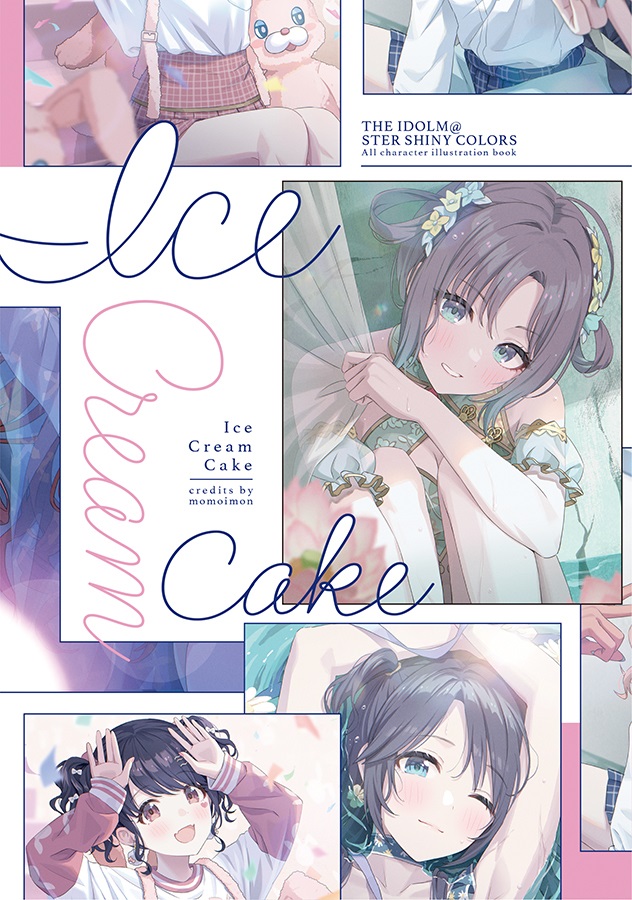 THE IDOLM@
STER SHINY COLORS
All character illustration book
Ice
Cream
Cake
Ice
Cream
Cake
credits by
momoimon